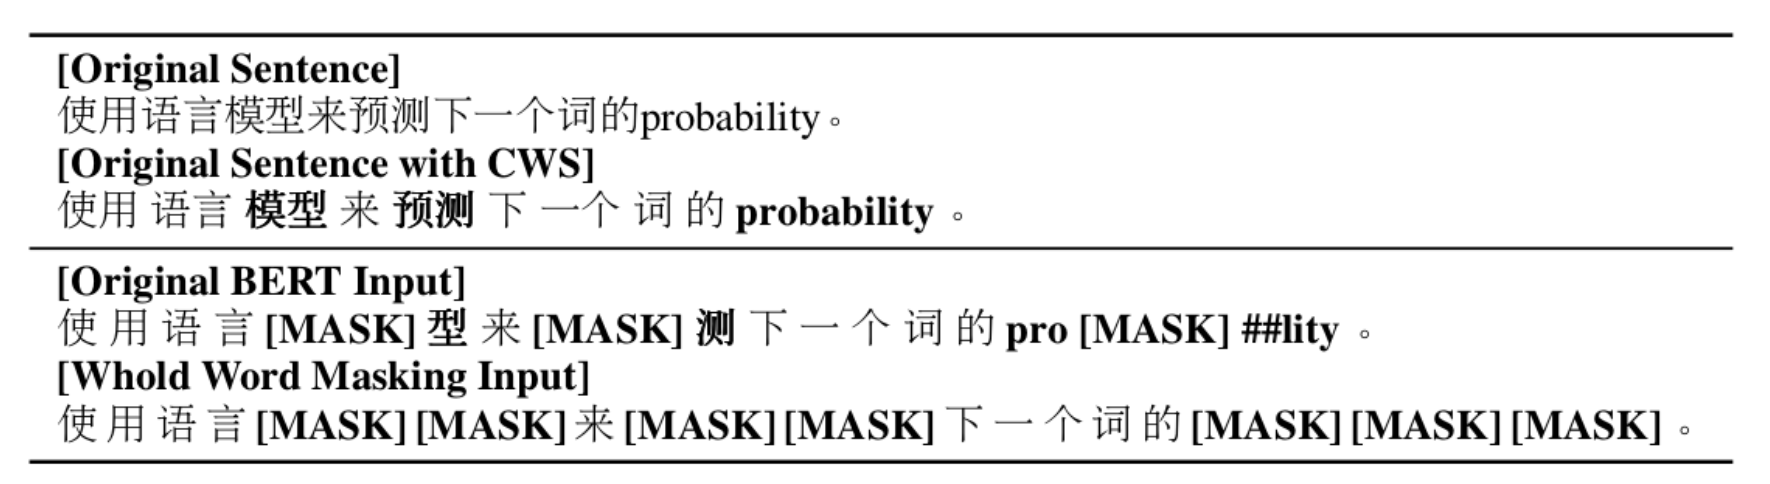 [Original Sentence]
使用语言模型来预测下一个词的probability。
[Original Sentence with CWS]
使用 语言 模型 来 预测 下 一个 词 的 probability 。
[Original BERT Input]
使 用 语 言 [MASK] 型 来 [MASK] 测 下 一 个 词 的 pro [MASK] ##lity 。
[Whold Word Masking Input]
使 用 语 言 [MASK] [MASK] 来 [MASK] [MASK] 下 一 个 词 的 [MASK] [MASK] [MASK] 。